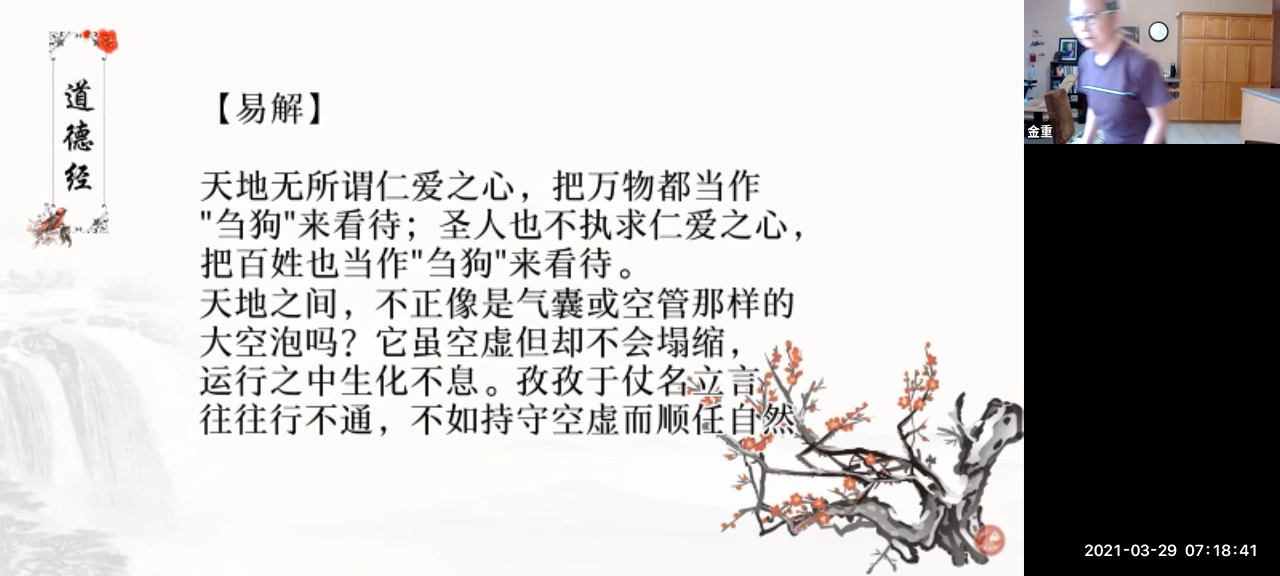 道德经
【易解】
天地无所谓仁爱之心，把万物都当作
"刍狗"来看待；圣人也不执求仁爱之心，
把百姓也当作"刍狗"来看待。
天地之间，不正像是气囊或空管那样的
大空泡吗？它虽空虚但却不会塌缩，
运行之中生化不息。孜孜于仗名立言
往往行不通，不如持守空虚而顺任自然
金重
2021-03-29 07:18:41